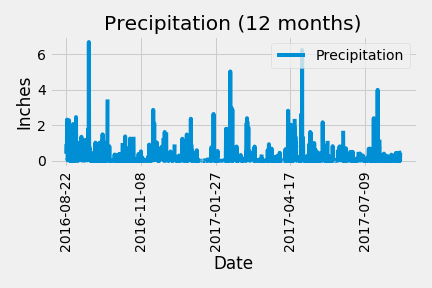 Precipitation (12 months)
Precipitation
6
4
2
0
Inches
2016-08-22
2016-11-08
2017-01-27
2017-04-17
2017-07-09
Date